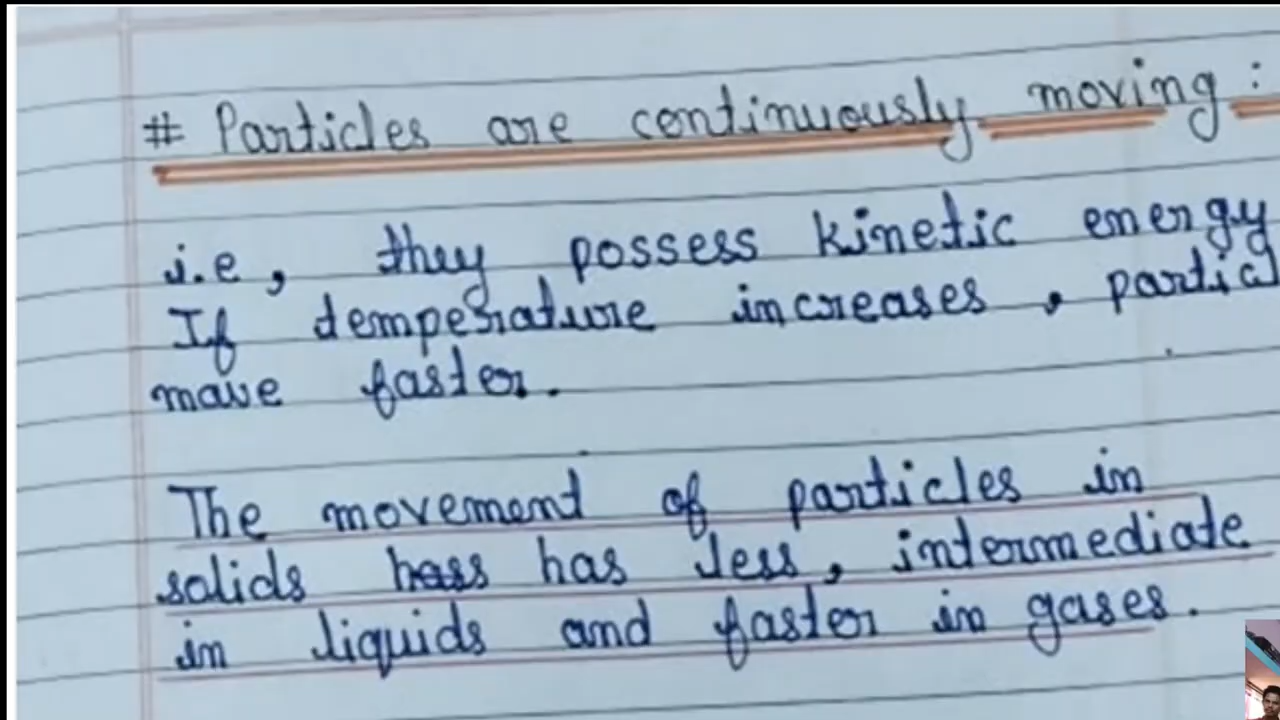 # Particles are continuously moving :
i.e, they possess kinetic energy
If temperature increases, particl
move faster.
The movement of particles in
solids hass has less, intermediate
in liquids and faster in gases.